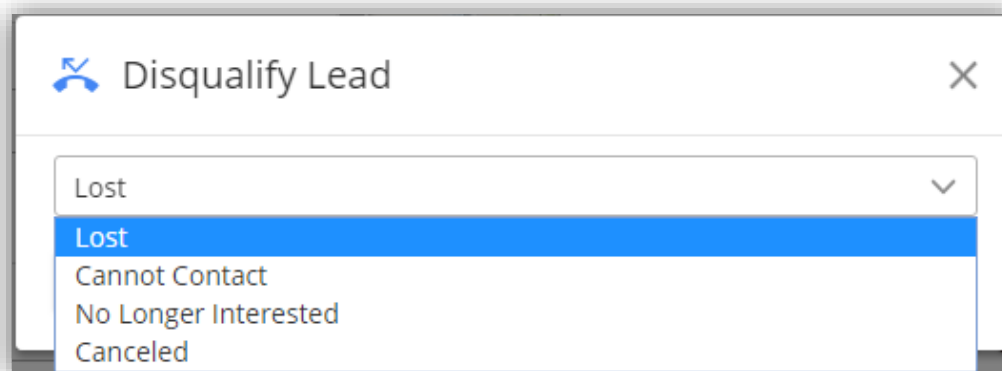 Disqualify Lead
Lost
Lost
Cannot Contact
No Longer Interested
Canceled